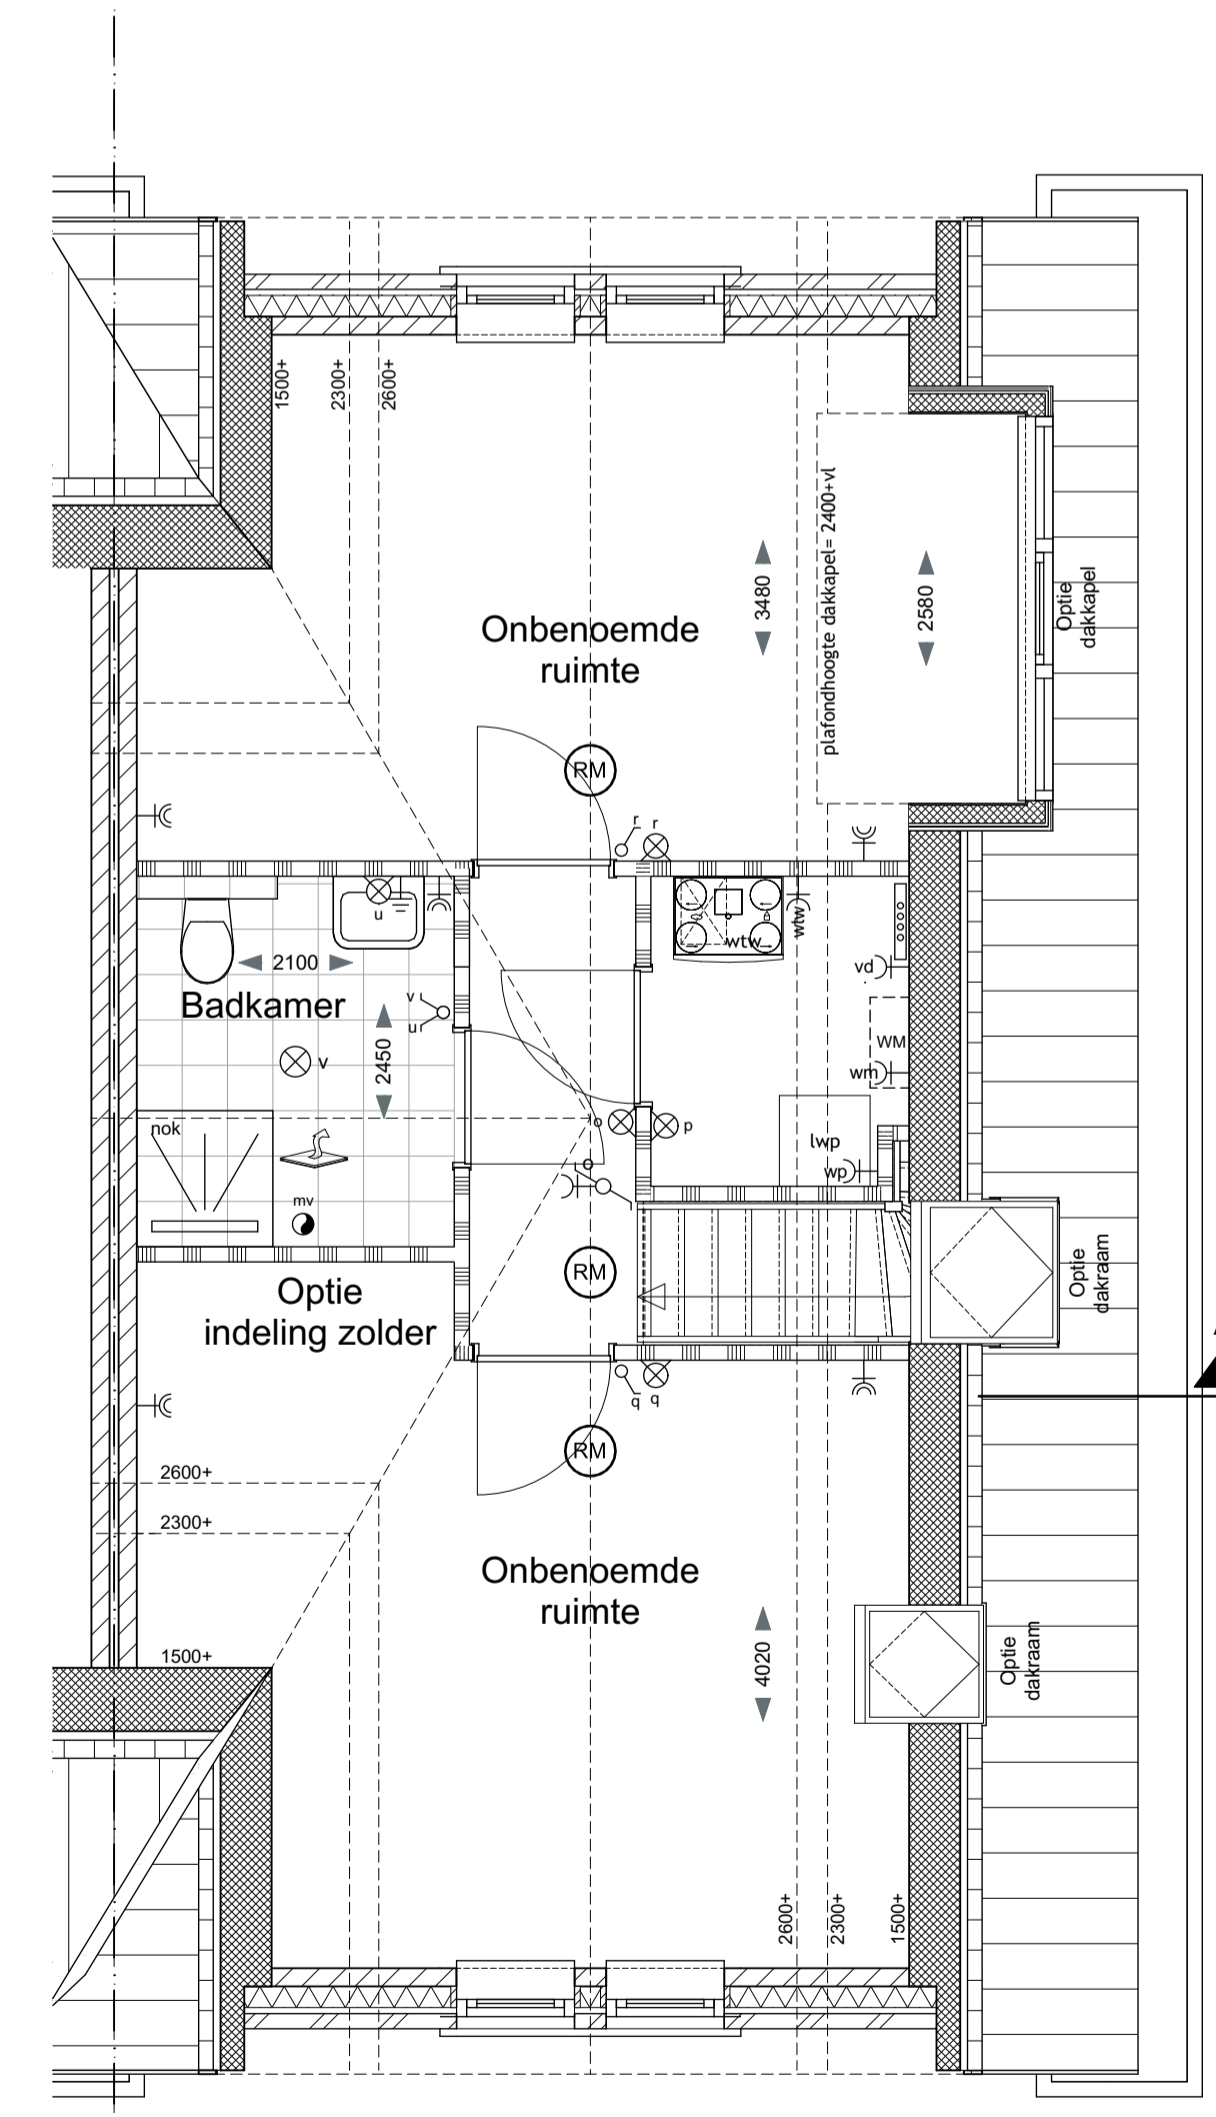 1500+
2300+
2600+
plafondhoogte dakkapel= 2400+vl
3480
2580
Optie
dakkapel
Onbenoemde
ruimte
RM
r
r
u
wtw
wtw
2100
vd
Badkamer
v
u
WM
2450
v
wm
p
nok
lwp
wp
mv
RM
Optie
dakraam
Optie
indeling zolder
q
q
RM
2600+
2300+
Onbenoemde
ruimte
1500+
4020
Optie
dakraam
2600+
2300+
1500+